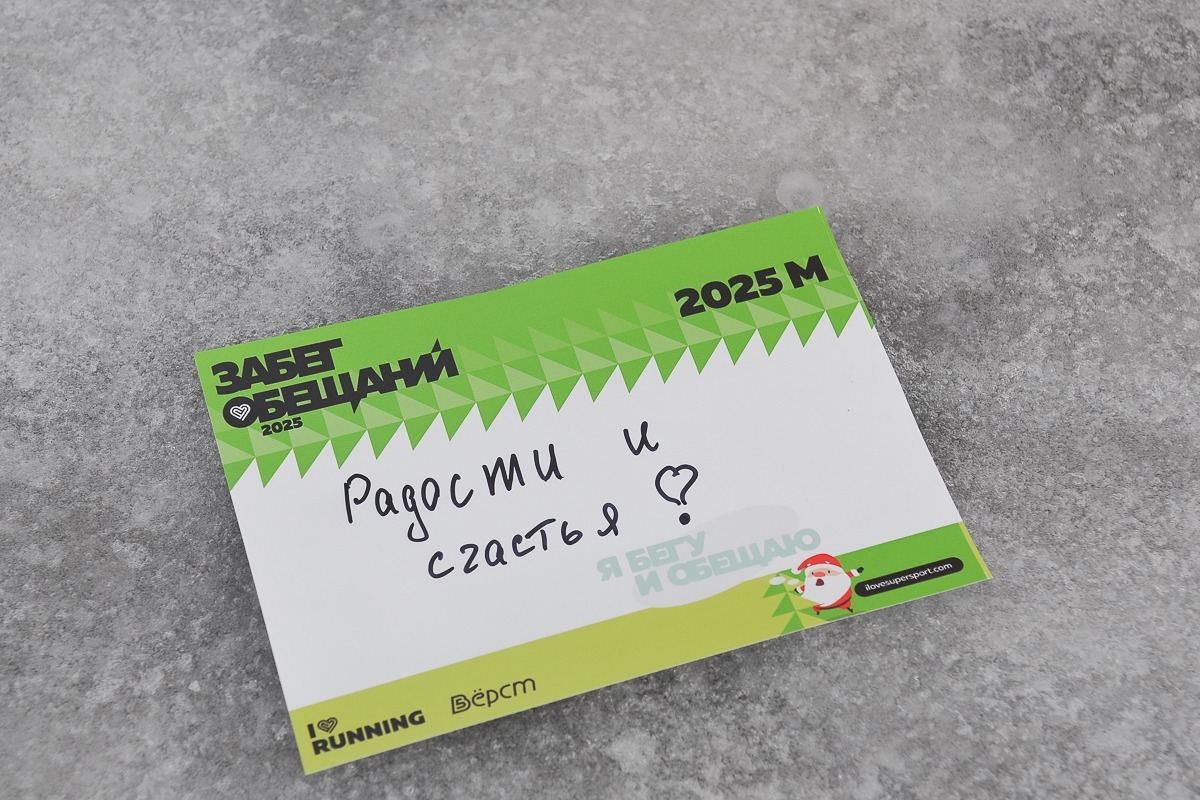 ЗАБЕГ
ОБЕЩАНИЙ
2025
2025 М
Радости и
счастья
Я БЕГУ
И ОБЕЩАЮ
ilovesupersport.com
I
RUNNING
Вёрст